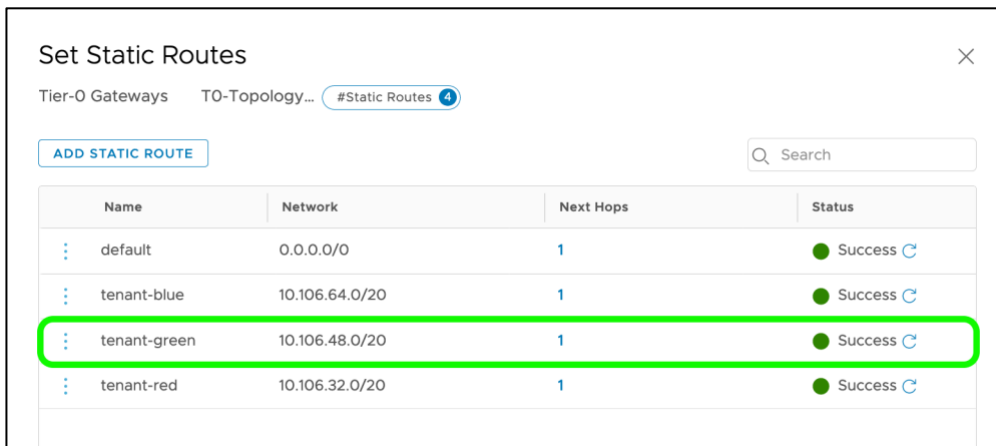 Set Static Routes
Tier-0 Gateways T0-Topology... #Static Routes 4
ADD STATIC ROUTE Search
Name Network Next Hops Status
default 0.0.0.0/0 1 Success
tenant-blue 10.106.64.0/20 1 Success
tenant-green 10.106.48.0/20 1 Success
tenant-red 10.106.32.0/20 1 Success